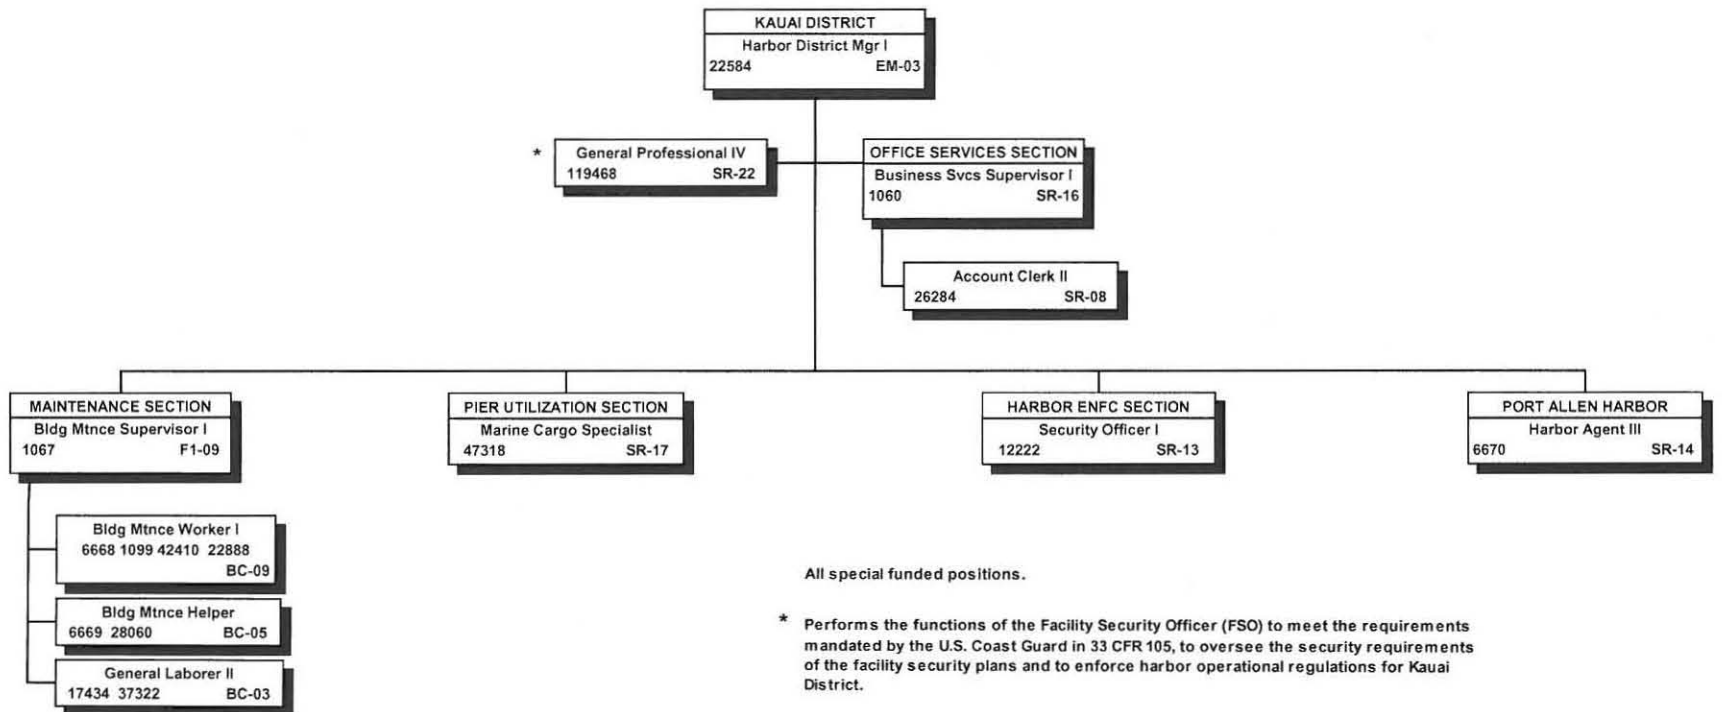 KAUAI DISTRICT
Harbor District Mgr I
22584 EM-03
* General Professional IV
119468 SR-22
OFFICE SERVICES SECTION
Business Svcs Supervisor I
1060 SR-16
Account Clerk II
26284 SR-08
MAINTENANCE SECTION
Bldg Mtnce Supervisor I
1067 F1-09
PIER UTILIZATION SECTION
Marine Cargo Specialist
47318 SR-17
HARBOR ENFC SECTION
Security Officer I
12222 SR-13
PORT ALLEN HARBOR
Harbor Agent III
6670 SR-14
Bldg Mtnce Worker I
6668 1099 42410 22888
BC-09
Bldg Mtnce Helper
6669 28060 BC-05
General Laborer II
17434 37322 BC-03
All special funded positions.
* Performs the functions of the Facility Security Officer (FSO) to meet the requirements
mandated by the U.S. Coast Guard in 33 CFR 105, to oversee the security requirements
of the facility security plans and to enforce harbor operational regulations for Kauai
District.